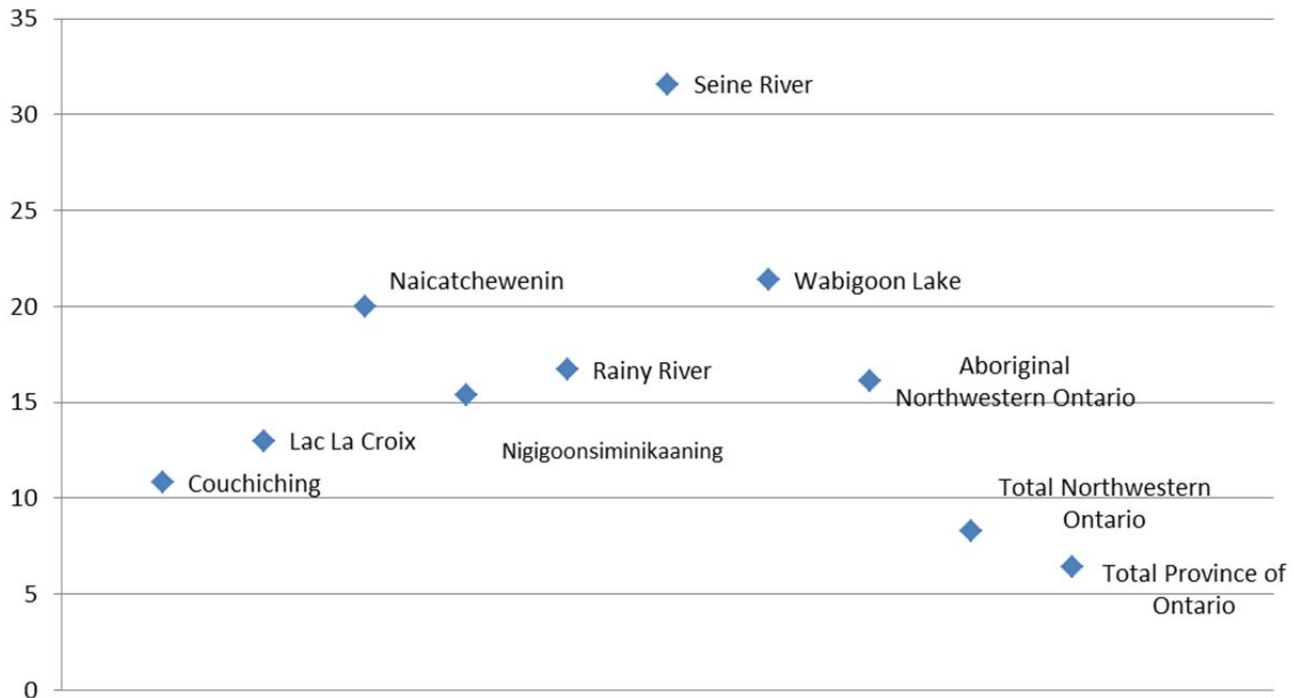 35
Seine River
30
25
Naicatchewenin
Wabigoon Lake
20
Aboriginal
Northwestern Ontario
Rainy River
15
Lac La Croix
Nigigoonsiminikaaning
Couchiching
Total Northwestern
Ontario
10
Total Province of
Ontario
5
0